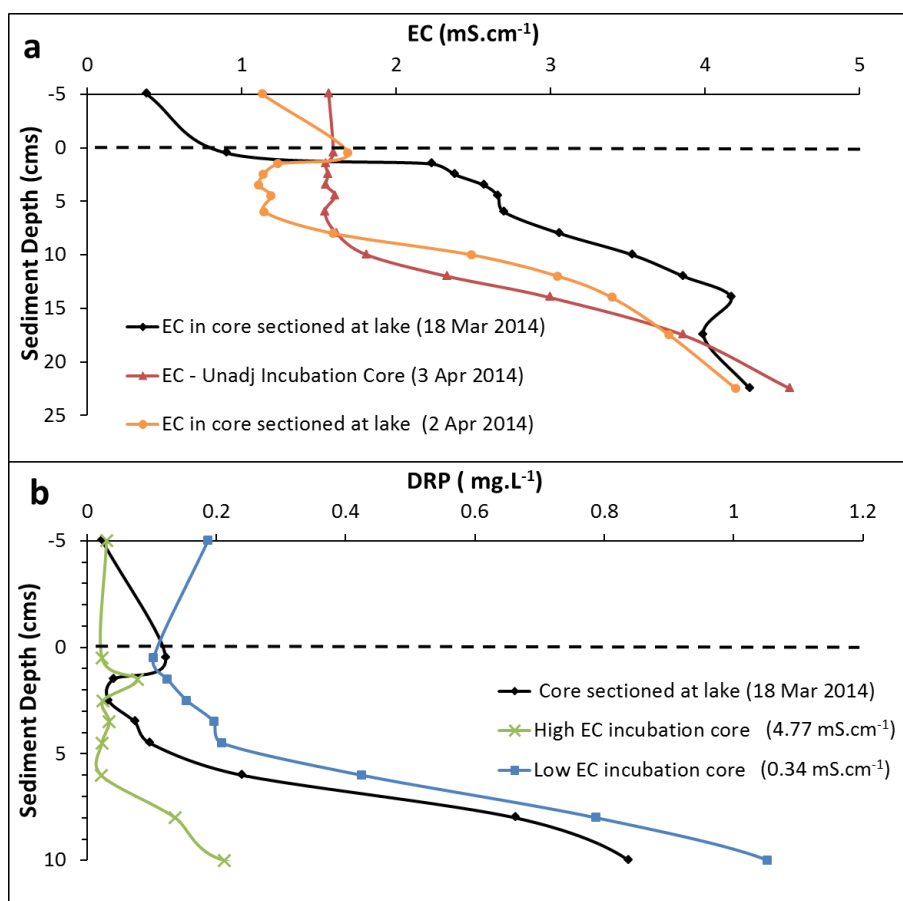 a
EC (mS.cm⁻¹)
0 1 2 3 4 5
Sediment Depth (cms)
-5
0
5
10
15
20
25
EC in core sectioned at lake (18 Mar 2014)
EC - Unadj Incubation Core (3 Apr 2014)
EC in core sectioned at lake (2 Apr 2014)
b
DRP ( mg.L⁻¹)
0 0.2 0.4 0.6 0.8 1 1.2
Sediment Depth (cms)
-5
0
5
10
Core sectioned at lake (18 Mar 2014)
High EC incubation core (4.77 mS.cm⁻¹)
Low EC incubation core (0.34 mS.cm⁻¹)